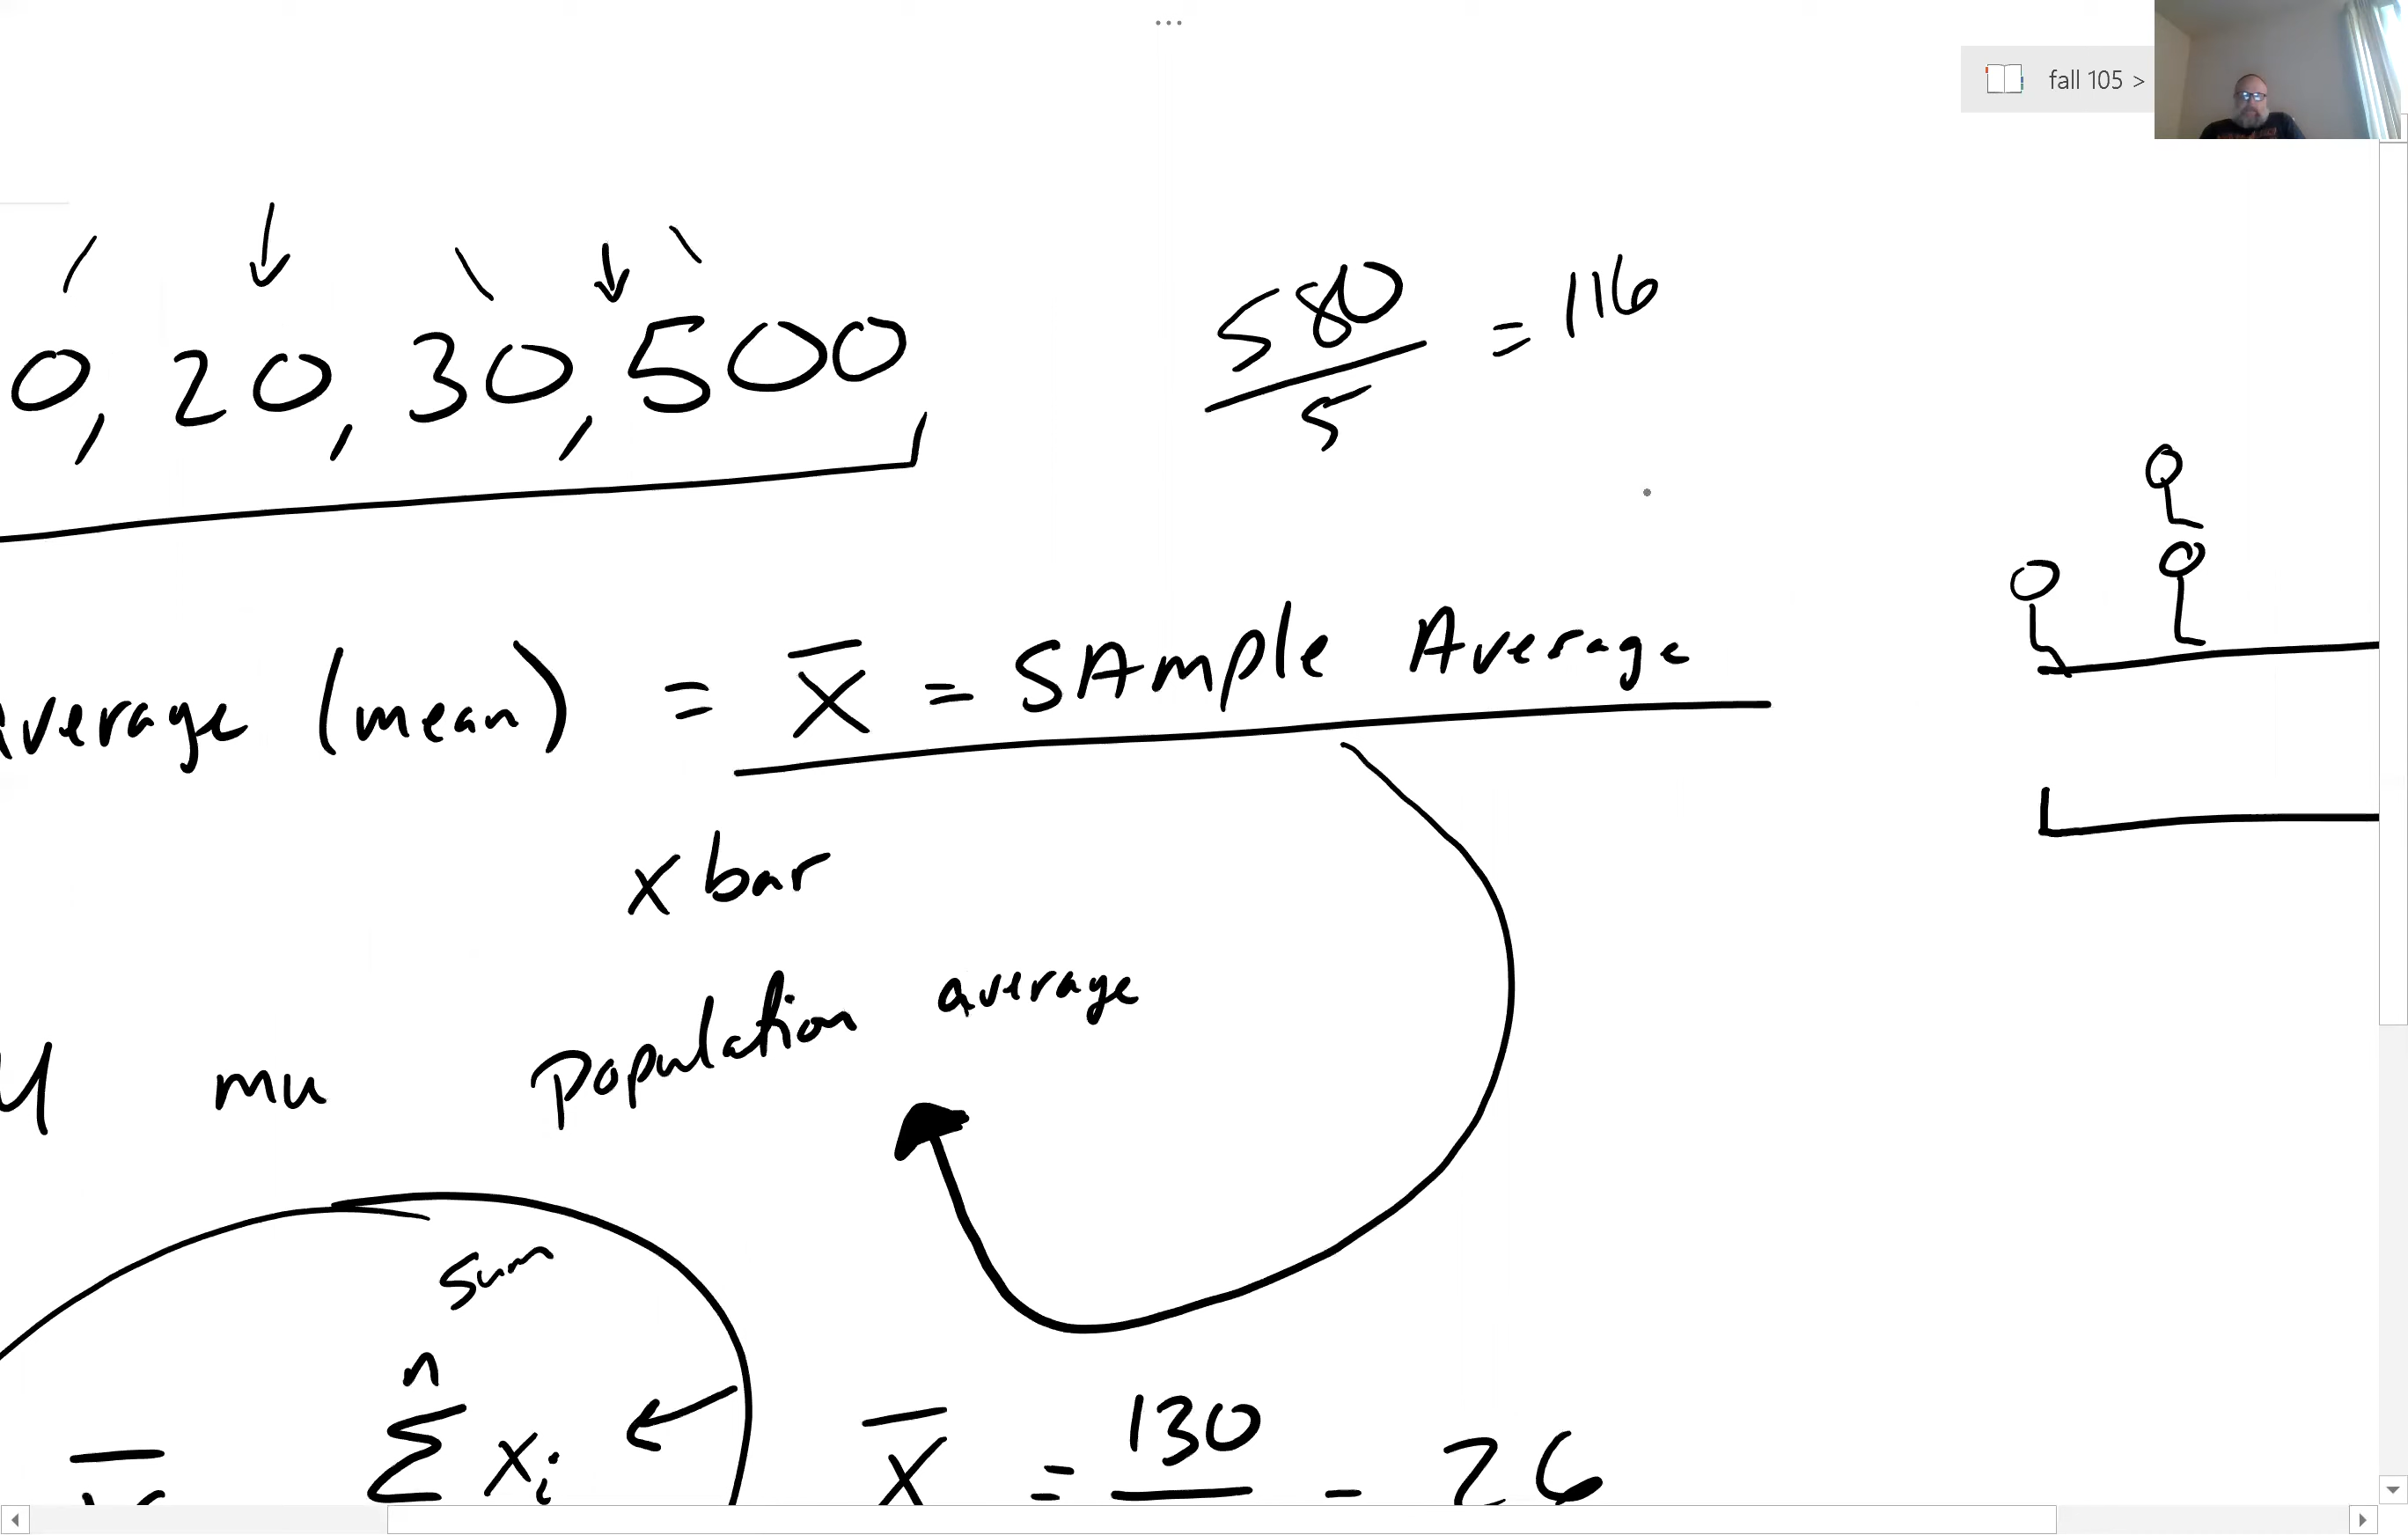 fall 105 >
0, 20, 30, 500
580
5
= 116
Average (mean) = X = SAmple Average
x bar
mu population average
sum
n
Σ xi
X = 130 = 26